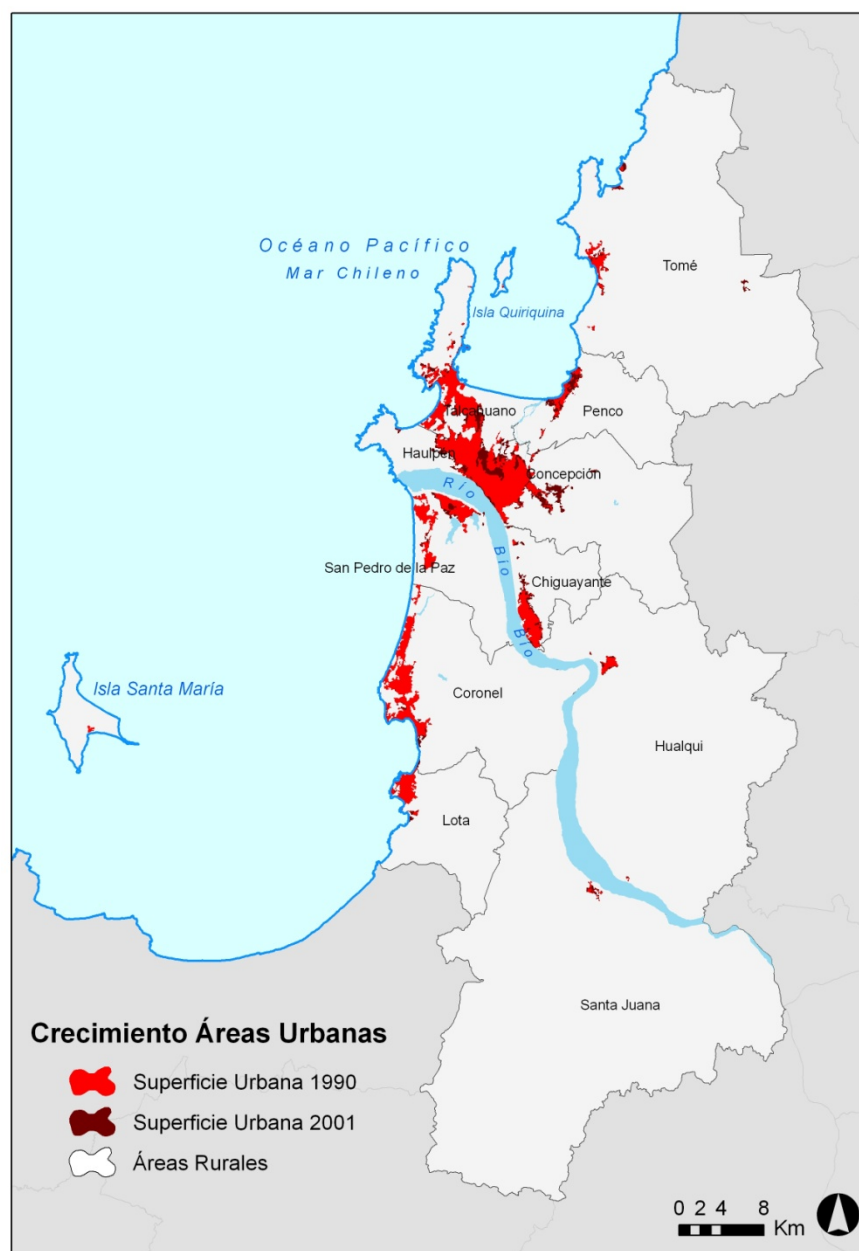 Océano Pacífico
Mar Chileno
Isla Quiriquina
Tomé
Talcahuano
Penco
Haulpén
Concepción
Río
Bío
Bío
San Pedro de la Paz
Chiguayante
Isla Santa María
Coronel
Hualqui
Lota
Santa Juana
Crecimiento Áreas Urbanas
Superficie Urbana 1990
Superficie Urbana 2001
Áreas Rurales
0 2 4 8
Km